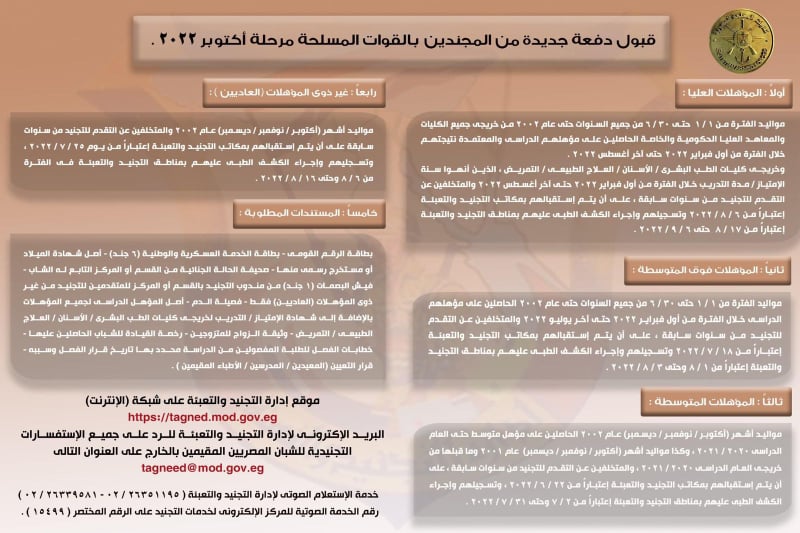 قبول دفعة جديدة من المجندين بالقوات المسلحة مرحلة أكتوبر ٢٠٢٢ .
أولاً : المؤهلات العليا :
مواليد الفترة من ١ / ١ حتى ٣٠ / ٦ من جميع السنوات حتى عام ٢٠٠٢ من خريجى جميع الكليات
والمعاهد العليا الحكومية والخاصة الحاصلين على مؤهلهم الدراسى والمعتمدة نتيجتهم
خلال الفترة من أول فبراير ٢٠٢٢ حتى آخر أغسطس ٢٠٢٢ .
وخريجى كليات الطب البشرى / الأسنان / العلاج الطبيعى / التمريض ، الذين أنهوا سنة
الإمتياز / مدة التدريب خلال الفترة من أول فبراير ٢٠٢٢ حتى آخر أغسطس ٢٠٢٢ والمتخلفين عن
التقدم للتجنيد من سنوات سابقة ، على أن يتم إستقبالهم بمكاتب التجنيد والتعبئة
إعتباراً من ٦ / ٨ / ٢٠٢٢ وتسجيلهم وإجراء الكشف الطبى عليهم بمناطق التجنيد والتعبئة
إعتباراً من ١٧ / ٨ حتى ٦ / ٩ / ٢٠٢٢ .
ثانياً : المؤهلات فوق المتوسطة :
مواليد الفترة من ١ / ١ حتى ٣٠ / ٦ من جميع السنوات حتى عام ٢٠٠٢ الحاصلين على مؤهلهم
الدراسى خلال الفترة من أول فبراير ٢٠٢٢ حتى آخر يوليو ٢٠٢٢ والمتخلفين عن التقدم
للتجنيد من سنوات سابقة ، على أن يتم إستقبالهم بمكاتب التجنيد والتعبئة
إعتباراً من ١٨ / ٧ / ٢٠٢٢ وتسجيلهم وإجراء الكشف الطبى عليهم بمناطق التجنيد
والتعبئة إعتباراً من ١ / ٨ وحتى ٣ / ٨ / ٢٠٢٢ .
ثالثاً : المؤهلات المتوسطة :
مواليد أشهر (أكتوبر / نوفمبر / ديسمبر) عام ٢٠٠٢ الحاصلين على مؤهل متوسط حتى العام
الدراسى ٢٠٢٠ / ٢٠٢١ ، وكذا مواليد أشهر (أكتوبر / نوفمبر / ديسمبر) عام ٢٠٠١ وما قبلها من
خريجى العام الدراسى ٢٠٢٠ / ٢٠٢١ ، والمتخلفين عن التقدم للتجنيد من سنوات سابقة ، على
أن يتم إستقبالهم بمكاتب التجنيد والتعبئة إعتباراً من ٢٢ / ٦ / ٢٠٢٢ ، وتسجيلهم وإجراء
الكشف الطبى عليهم بمناطق التجنيد والتعبئة إعتباراً من ٢ / ٧ وحتى ٣١ / ٧ / ٢٠٢٢ .
رابعاً : غير ذوى المؤهلات (العاديين) :
مواليد أشهر (أكتوبر / نوفمبر / ديسمبر) عام ٢٠٠٢ والمتخلفين عن التقدم للتجنيد من سنوات
سابقة على أن يتم إستقبالهم بمكاتب التجنيد والتعبئة إعتباراً من يوم ٢٥ / ٧ / ٢٠٢٢ ،
وتسجيلهم وإجراء الكشف الطبى عليهم بمناطق التجنيد والتعبئة فى الفترة
من ٦ / ٨ وحتى ١٦ / ٨ / ٢٠٢٢ .
خامساً : المستندات المطلوبة :
بطاقة الرقم القومى - بطاقة الخدمة العسكرية والوطنية (٦ جند) - أصل شهادة الميلاد
أو مستخرج رسمى منها - صحيفة الحالة الجنائية من القسم أو المركز التابع له الشاب -
فيش البصمات (١ جند) من مندوب التجنيد بالقسم أو المركز للمتقدمين للتجنيد من غير
ذوى المؤهلات (العاديين) فقط - فصيلة الدم - أصل المؤهل الدراسى لجميع المؤهلات
بالإضافة إلى شهادة الإمتياز / التدريب لخريجى كليات الطب البشرى / الأسنان / العلاج
الطبيعى / التمريض - وثيقة الزواج للمتزوجين - رخصة القيادة للشباب الحاصلين عليها -
خطابات الفصل للطلبة المفصولين من الدراسة محدد بها تاريخ قرار الفصل وسببه -
قرار التعيين (المعيدين / المدرسين / الأطباء المقيمين ) .
موقع إدارة التجنيد والتعبئة على شبكة (الإنترنت)
https://tagned.mod.gov.eg
البريد الإكترونى لإدارة التجنيد والتعبئة للرد على جميع الإستفسارات
التجنيدية للشبان المصريين المقيمين بالخارج على العنوان التالى
tagneed@mod.gov.eg
خدمة الإستعلام الصوتى لإدارة التجنيد والتعبئة ( ٢٦٣٥١١٩٥ / ٠٢ - ٢٦٣٣٩٥٨١ / ٠٢ )
رقم الخدمة الصوتية للمركز الإلكترونى لخدمات التجنيد على الرقم المختصر ( ١٥٤٩٩ ) .